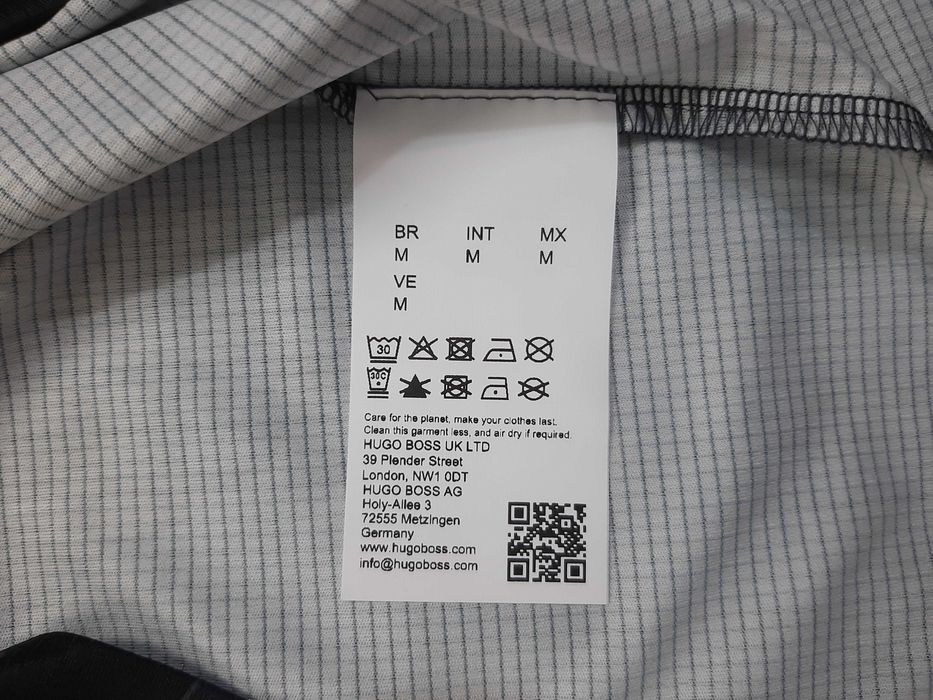 BR INT MX
M M M
VE
M
30
30C
Care for the planet, make your clothes last.
Clean this garment less, and air dry if required.
HUGO BOSS UK LTD
39 Plender Street
London, NW1 0DT
HUGO BOSS AG
Holy-Allee 3
72555 Metzingen
Germany
www.hugoboss.com
info@hugoboss.com